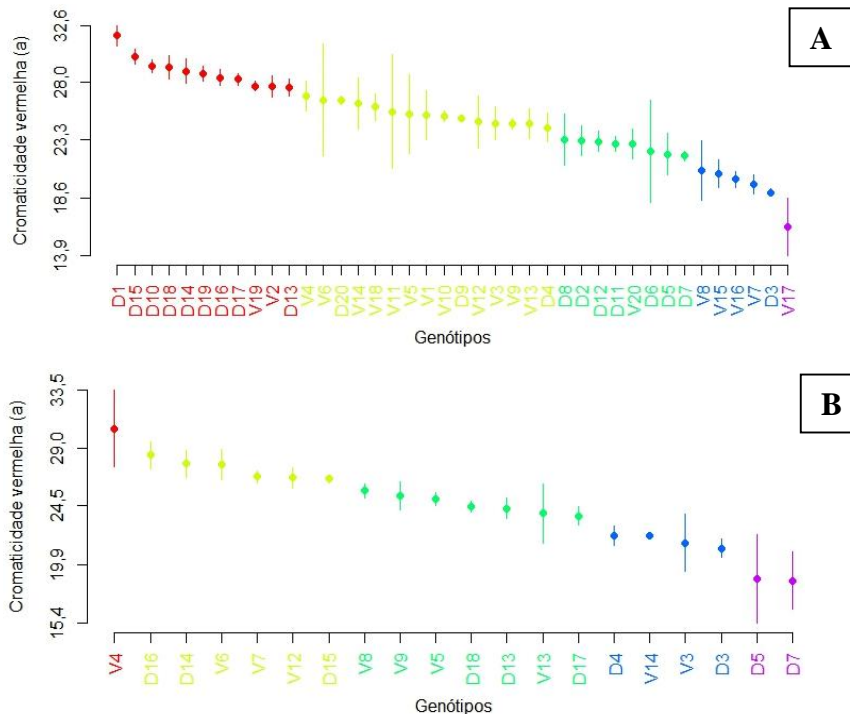 A
Cromaticidade vermelha (a)
32,6
28,0
23,3
18,6
13,9
D1 D15 D10 D18 D14 D19 D16 D17 V19 V2 D13 V4 V6 D20 V14 V18 V11 V5 V1 V10 D9 V12 V3 V9 V13 D4 D8 D2 D12 D11 V20 D6 D5 D7 V8 V15 V16 V7 D3 V17
Genótipos
B
Cromaticidade vermelha (a)
33,5
29,0
24,5
19,9
15,4
V4 D16 D14 V6 V7 V12 D15 V8 V9 V5 D18 D13 V13 D17 D4 V14 V3 D3 D5 D7
Genótipos